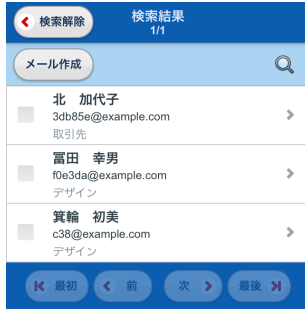 検索解除
検索結果
1/1
メール作成
北　加代子
3db85e@example.com
取引先
冨田　幸男
f0e3da@example.com
デザイン
箕輪　初美
c38@example.com
デザイン
最初 前 次 最後